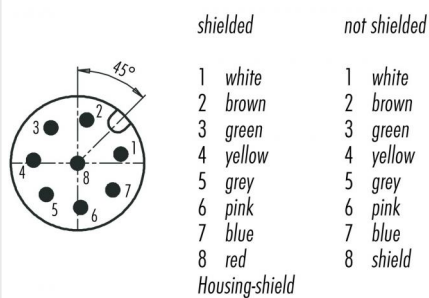 45°
2
3
1
4
8
7
5
6
shielded
1 white
2 brown
3 green
4 yellow
5 grey
6 pink
7 blue
8 red
Housing-shield
not shielded
1 white
2 brown
3 green
4 yellow
5 grey
6 pink
7 blue
8 shield